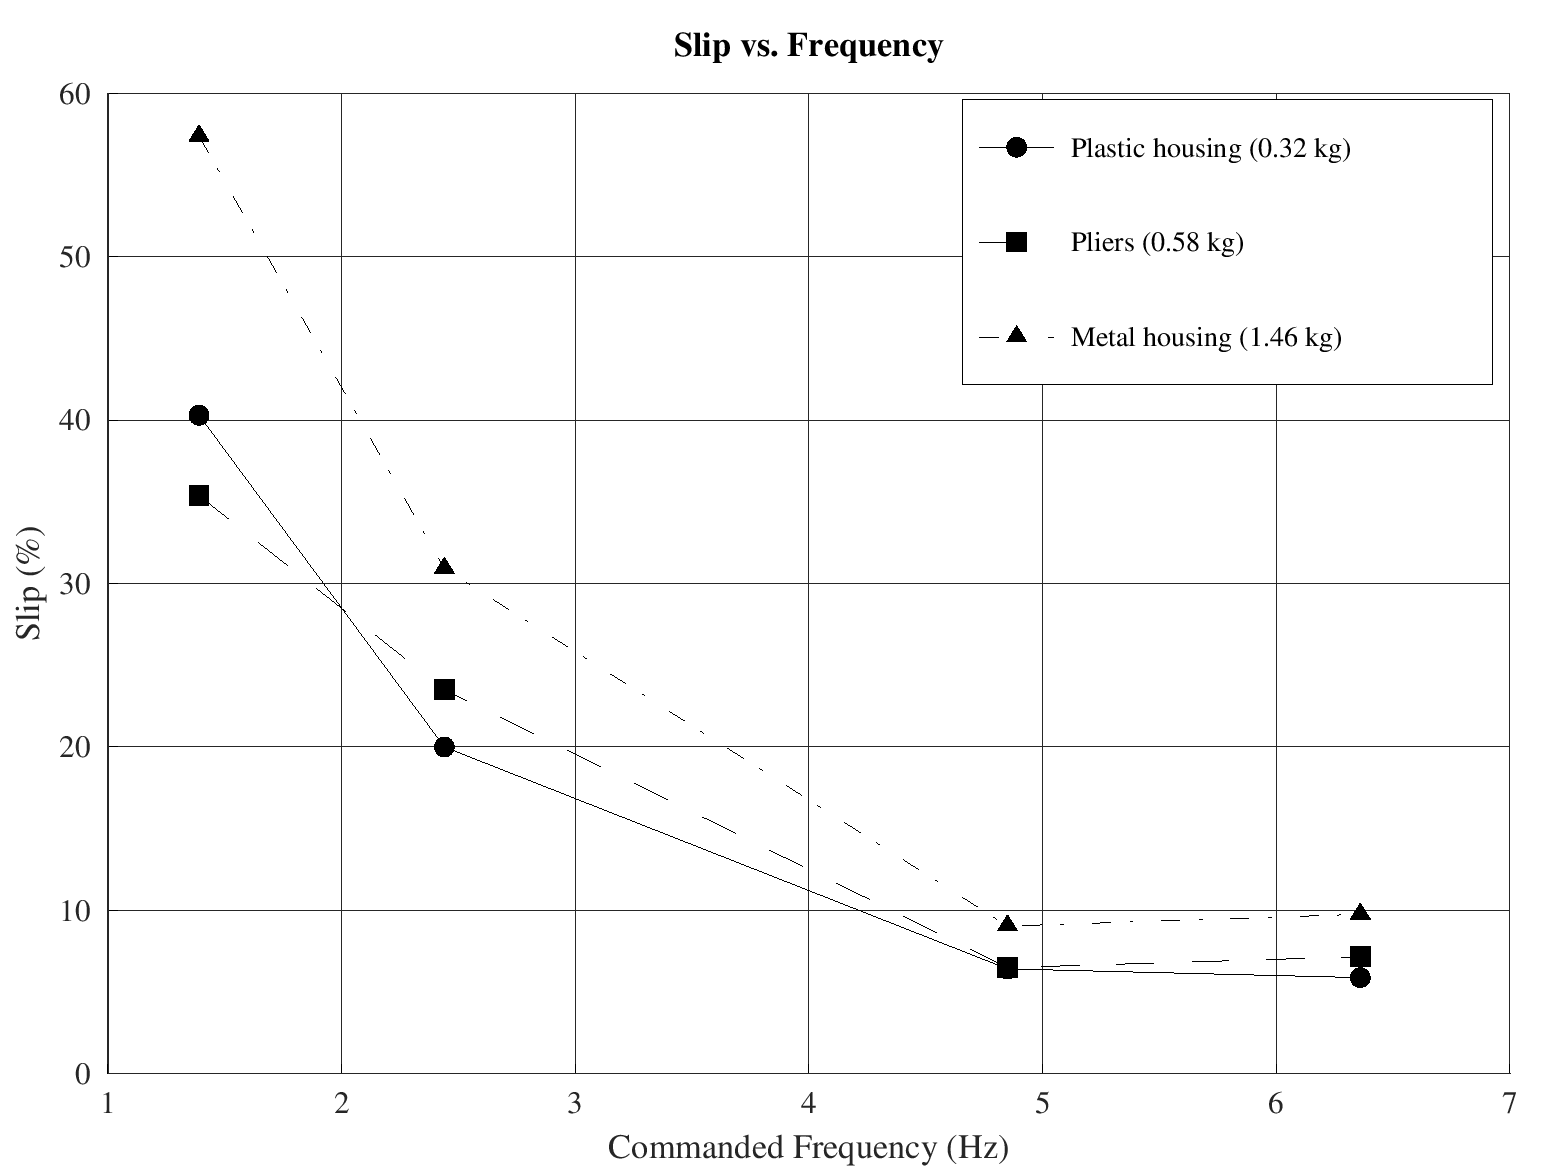 Slip vs. Frequency
60
50
40
30
20
10
0
Slip (%)
Plastic housing (0.32 kg)
Pliers (0.58 kg)
Metal housing (1.46 kg)
1 2 3 4 5 6 7
Commanded Frequency (Hz)